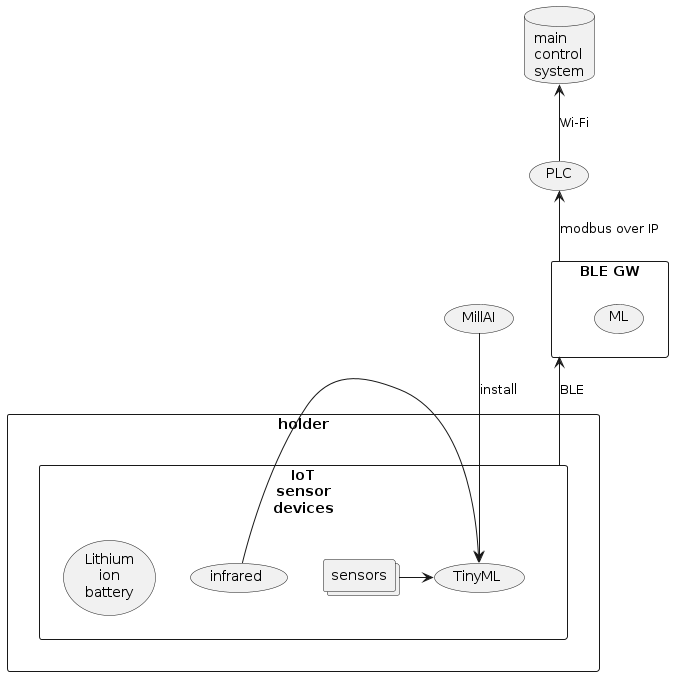 main
control
system
Wi-Fi
PLC
modbus over IP
BLE GW
ML
MillAI
install
BLE
holder
IoT
sensor
devices
Lithium
ion
battery
infrared
sensors
TinyML